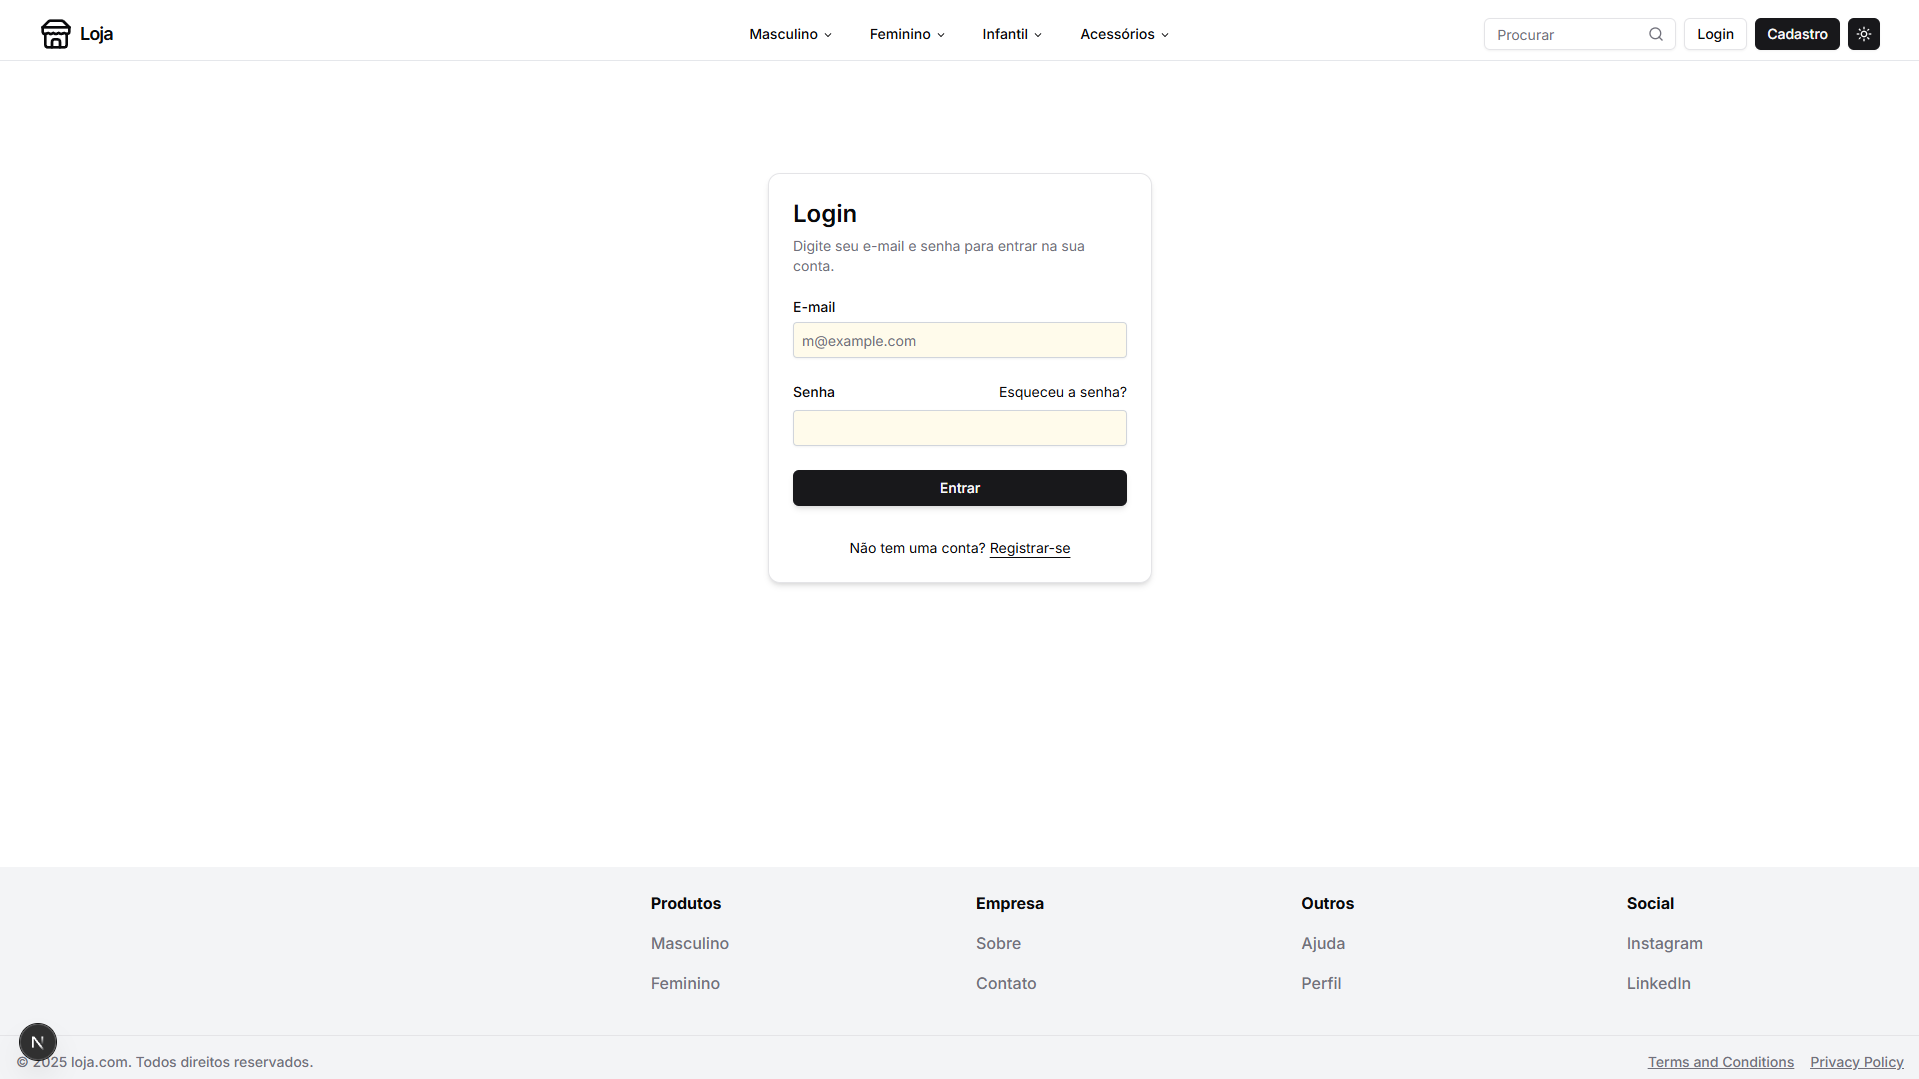 Loja
Masculino
Feminino
Infantil
Acessórios
Procurar
Login
Cadastro
Login
Digite seu e-mail e senha para entrar na sua
conta.
E-mail
m@example.com
Senha
Esqueceu a senha?
Entrar
Não tem uma conta? Registrar-se
Produtos
Masculino
Feminino
Empresa
Sobre
Contato
Outros
Ajuda
Perfil
Social
Instagram
LinkedIn
N
© 2025 loja.com. Todos direitos reservados.
Terms and Conditions
Privacy Policy